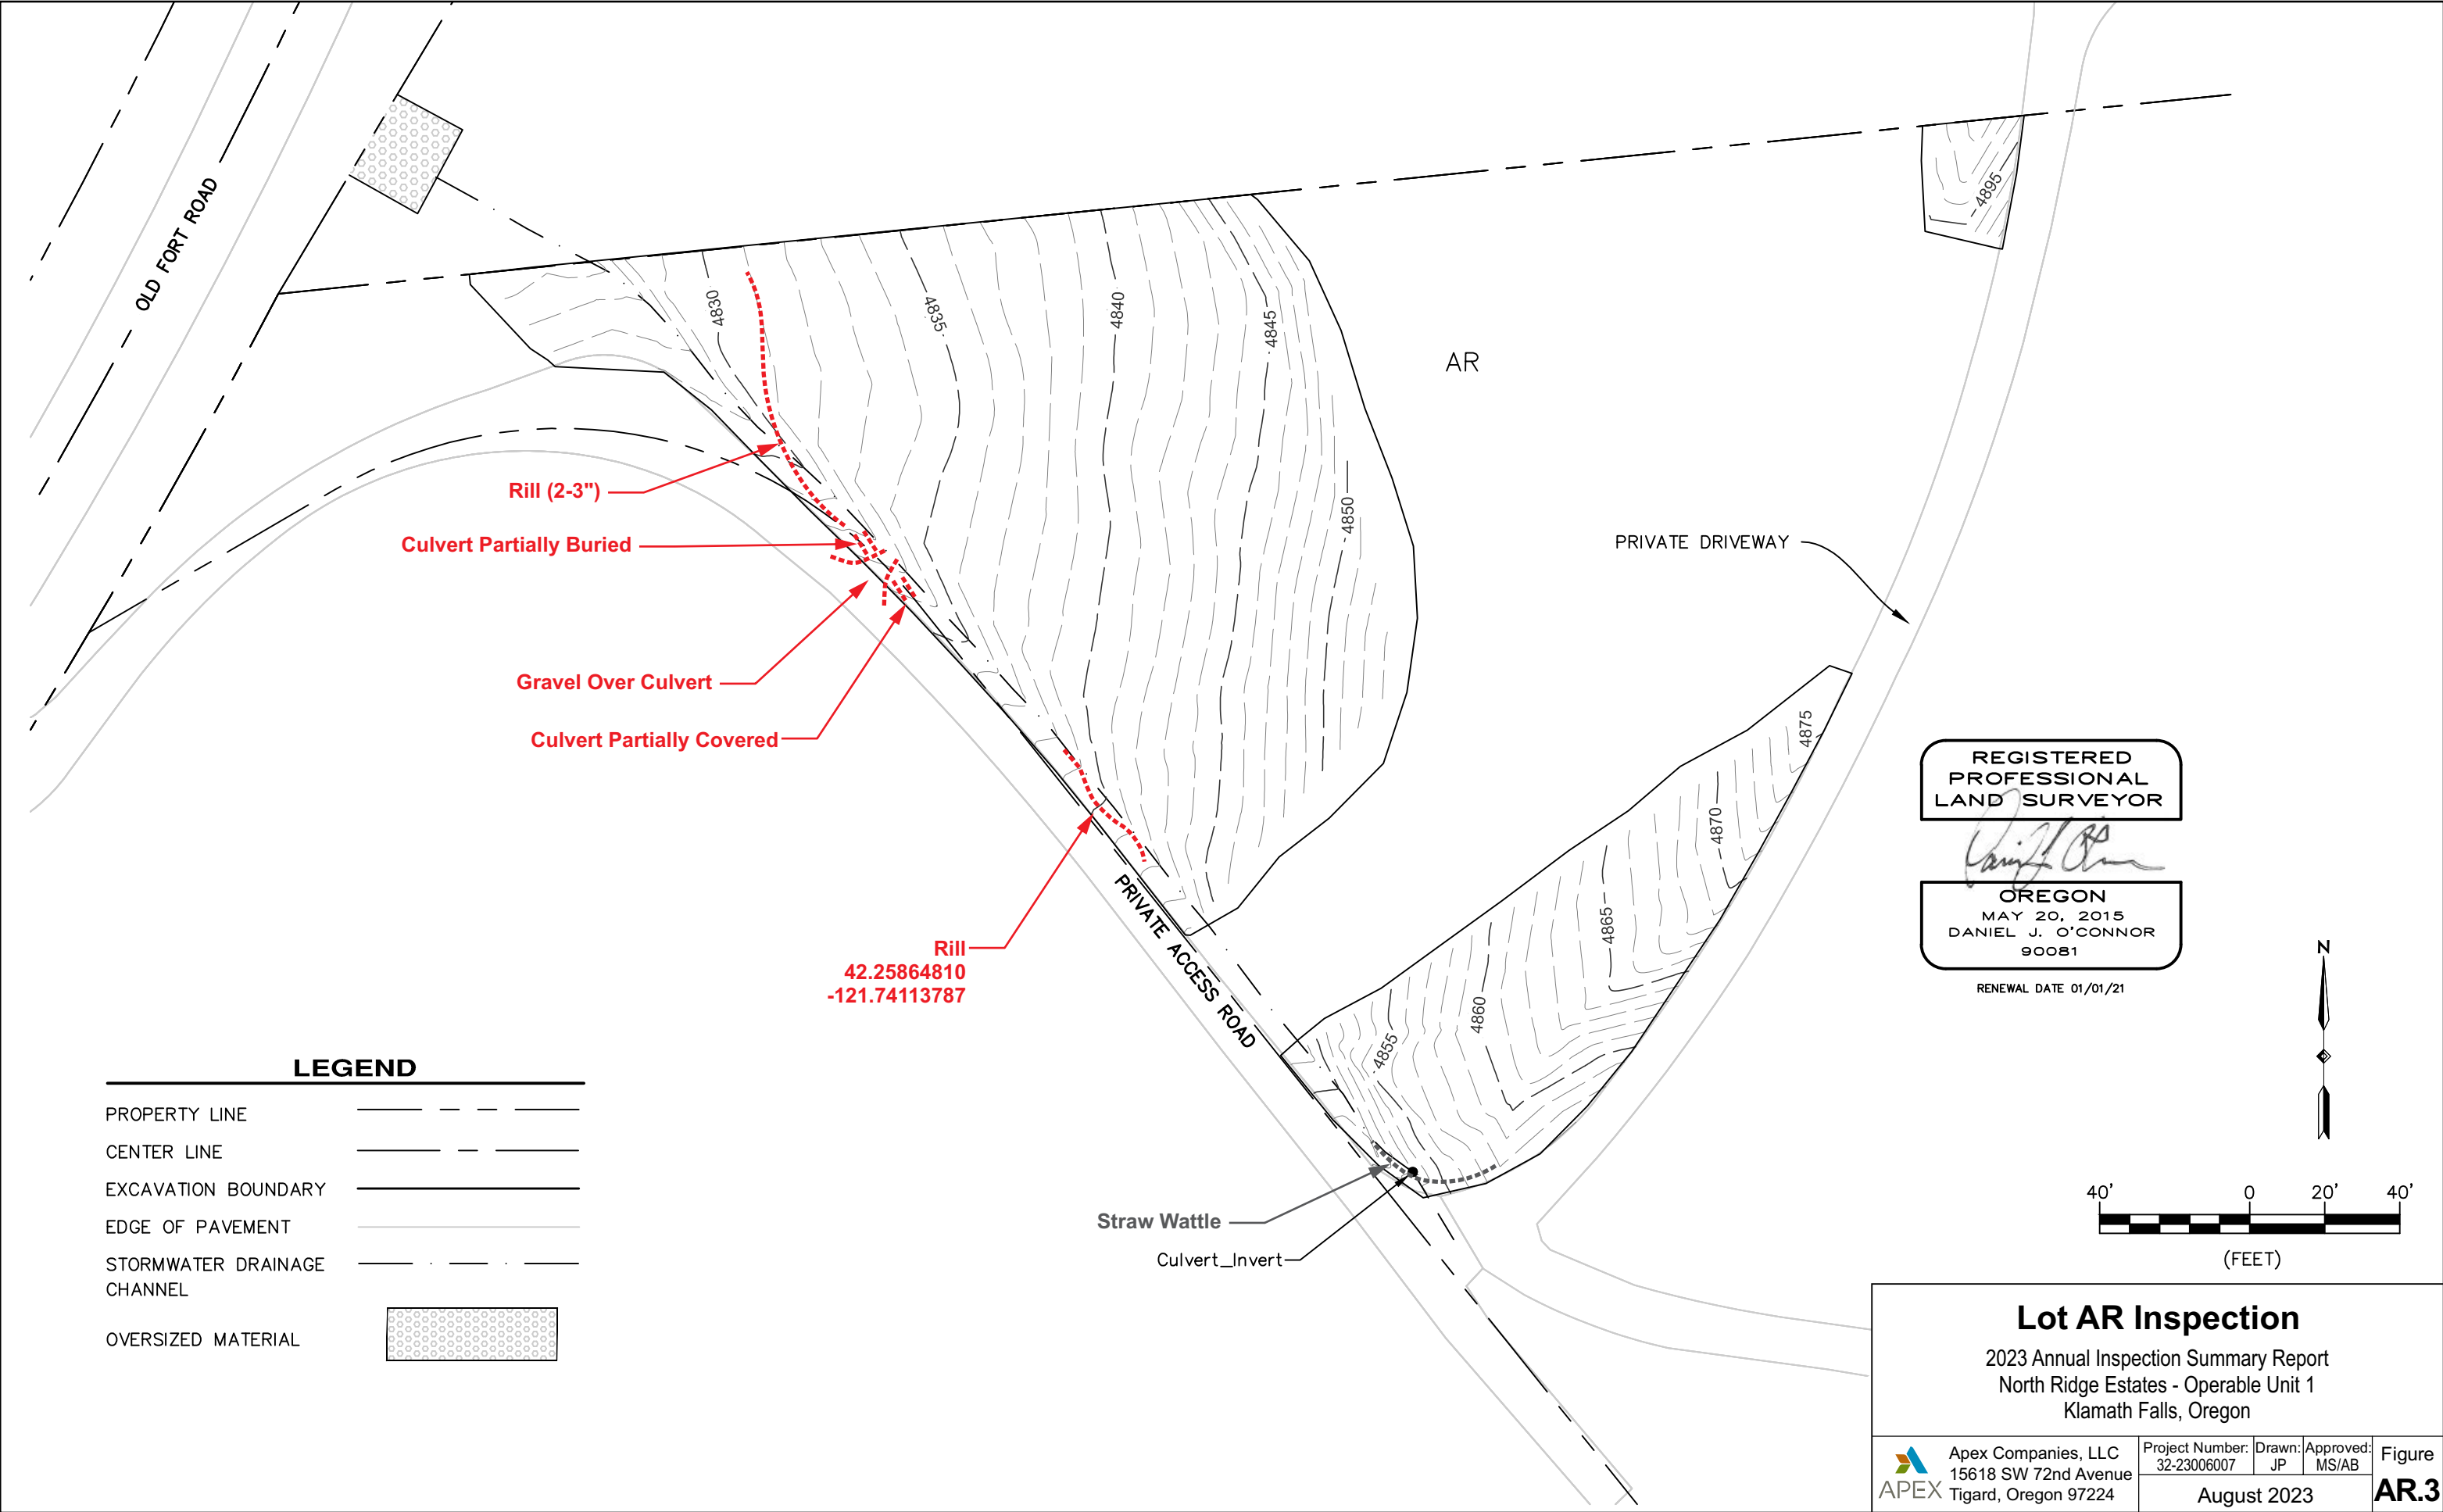 OLD FORT ROAD
4830
4835
4840
4845
4850
AR
4895
Rill (2-3")
Culvert Partially Buried
Gravel Over Culvert
Culvert Partially Covered
PRIVATE DRIVEWAY
4875
4870
4865
4860
4855
Rill
42.25864810
-121.74113787
PRIVATE ACCESS ROAD
Straw Wattle
Culvert_Invert
REGISTERED
PROFESSIONAL
LAND SURVEYOR
OREGON
MAY 20, 2015
DANIEL J. O'CONNOR
90081
RENEWAL DATE 01/01/21
N
40' 0 20' 40'
(FEET)
LEGEND
PROPERTY LINE
CENTER LINE
EXCAVATION BOUNDARY
EDGE OF PAVEMENT
STORMWATER DRAINAGE
CHANNEL
OVERSIZED MATERIAL
Lot AR Inspection
2023 Annual Inspection Summary Report
North Ridge Estates - Operable Unit 1
Klamath Falls, Oregon
APEX
Apex Companies, LLC
15618 SW 72nd Avenue
Tigard, Oregon 97224
Project Number:
32-23006007
Drawn:
JP
Approved:
MS/AB
August 2023
Figure
AR.3